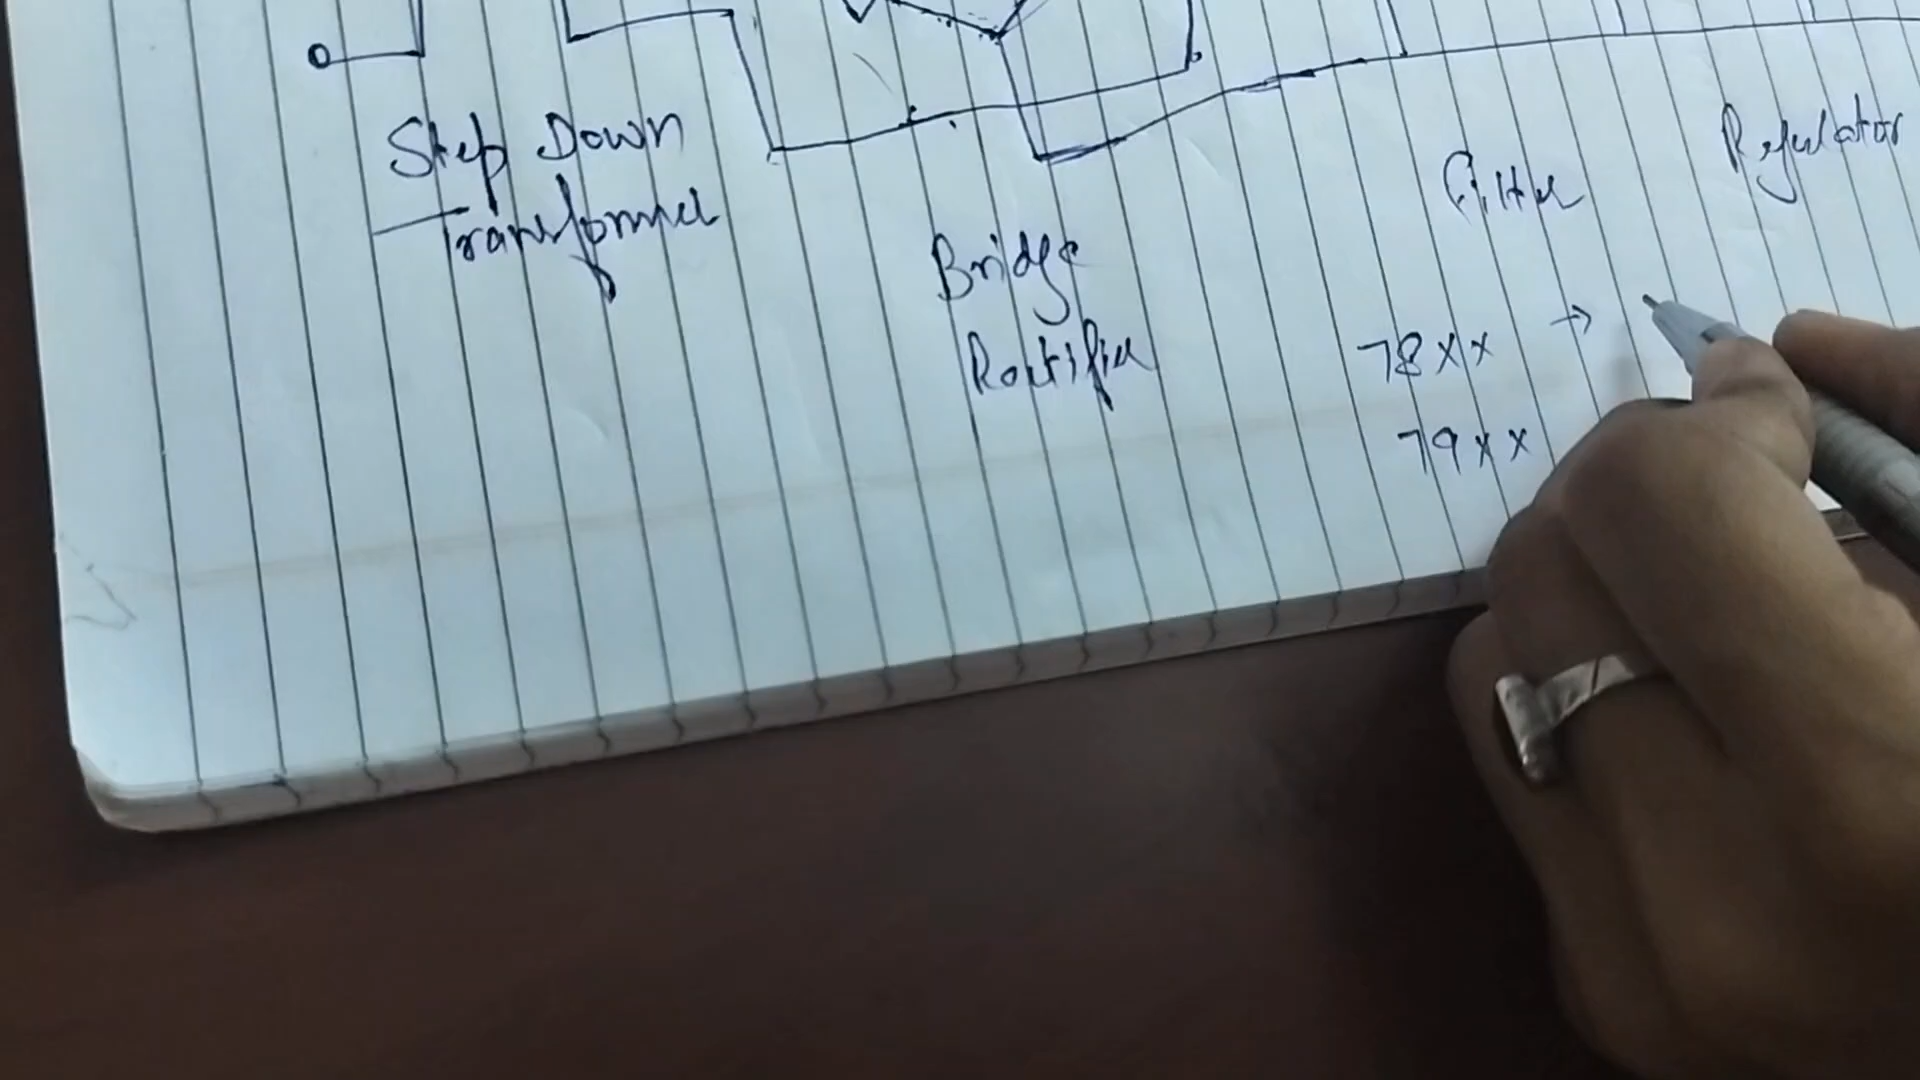 Step Down
Transformer
Bridge
Rectifier
Filter
Regulator
78xx →
79xx